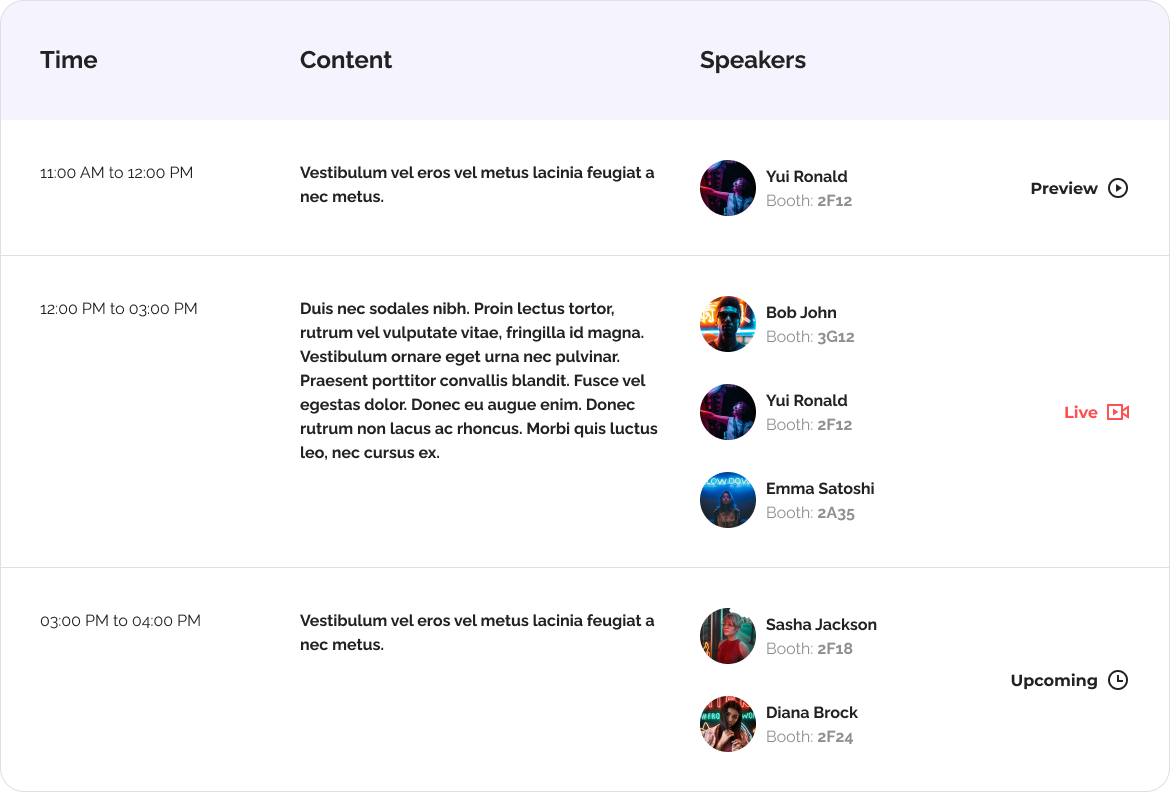 Time
Content
Speakers
11:00 AM to 12:00 PM
Vestibulum vel eros vel metus lacinia feugiat a
nec metus.
Yui Ronald
Booth: 2F12
Preview
12:00 PM to 03:00 PM
Duis nec sodales nibh. Proin lectus tortor,
rutrum vel vulputate vitae, fringilla id magna.
Vestibulum ornare eget urna nec pulvinar.
Praesent porttitor convallis blandit. Fusce vel
egestas dolor. Donec eu augue enim. Donec
rutrum non lacus ac rhoncus. Morbi quis luctus
leo, nec cursus ex.
Bob John
Booth: 3G12
Yui Ronald
Booth: 2F12
Emma Satoshi
Booth: 2A35
Live
03:00 PM to 04:00 PM
Vestibulum vel eros vel metus lacinia feugiat a
nec metus.
Sasha Jackson
Booth: 2F18
Diana Brock
Booth: 2F24
Upcoming